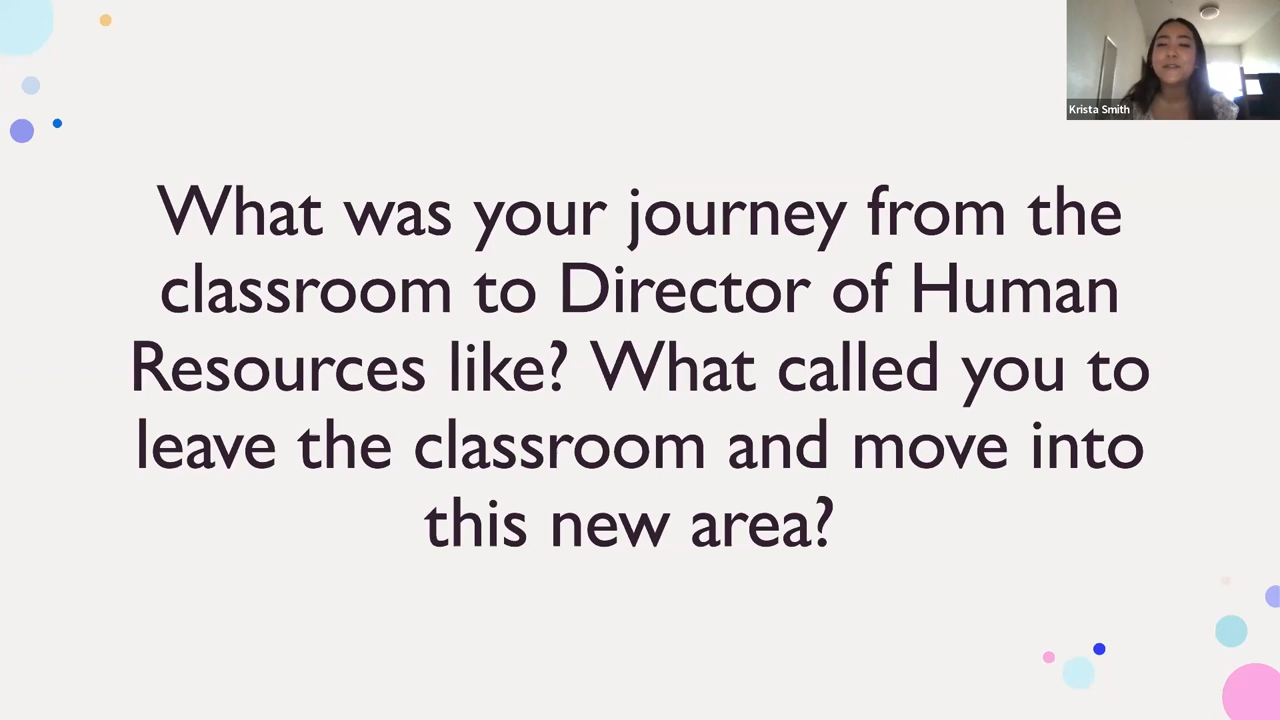 Krista Smith
What was your journey from the
classroom to Director of Human
Resources like? What called you to
leave the classroom and move into
this new area?